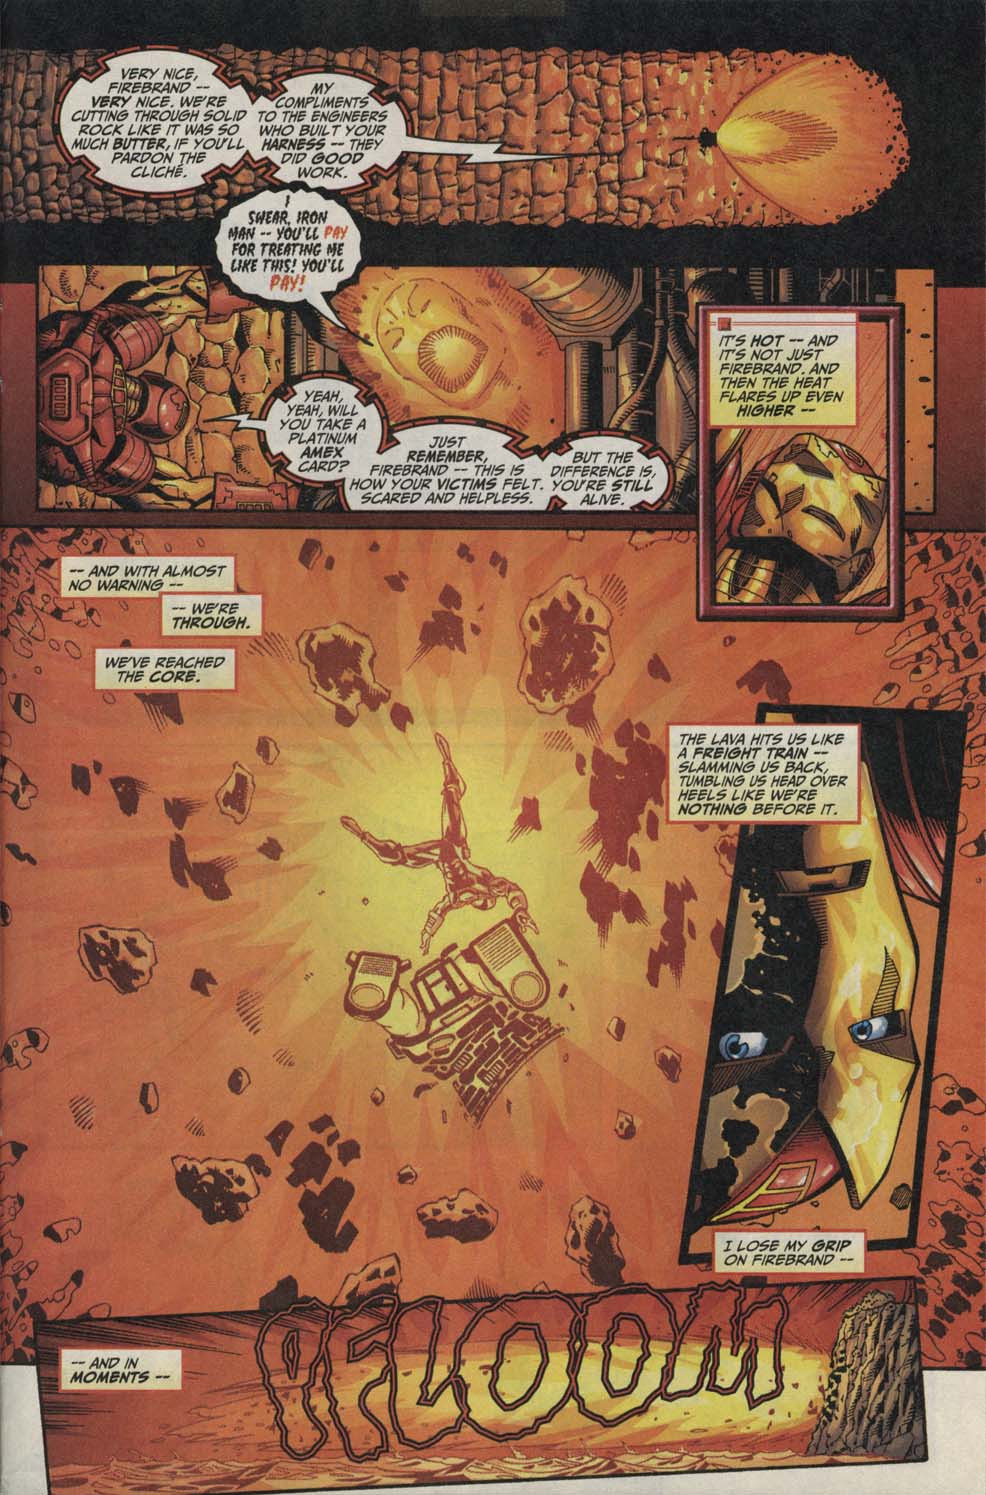 VERY NICE,
FIREBRAND --
VERY NICE. WE'RE
CUTTING THROUGH SOLID
ROCK LIKE IT WAS SO
MUCH BUTTER, IF YOU'LL
PARDON THE
CLICHÉ.
MY
COMPLIMENTS
TO THE ENGINEERS
WHO BUILT YOUR
HARNESS -- THEY
DID GOOD
WORK.
I
SWEAR, IRON
MAN -- YOU'LL PAY
FOR TREATING ME
LIKE THIS! YOU'LL
PAY!
YEAH,
YEAH, WILL
YOU TAKE A
PLATINUM
AMEX
CARD?
JUST
REMEMBER,
FIREBRAND -- THIS IS
HOW YOUR VICTIMS FELT.
SCARED AND HELPLESS.
BUT THE
DIFFERENCE IS,
YOU'RE STILL
ALIVE.
IT'S HOT -- AND
IT'S NOT JUST
FIREBRAND. AND
THEN THE HEAT
FLARES UP EVEN
HIGHER --
-- AND WITH ALMOST
NO WARNING --
-- WE'RE
THROUGH.
WE'VE REACHED
THE CORE.
THE LAVA HITS US LIKE
A FREIGHT TRAIN --
SLAMMING US BACK,
TUMBLING US HEAD OVER
HEELS LIKE WE'RE
NOTHING BEFORE IT.
I LOSE MY GRIP
ON FIREBRAND --
-- AND IN
MOMENTS --
PFLOOM